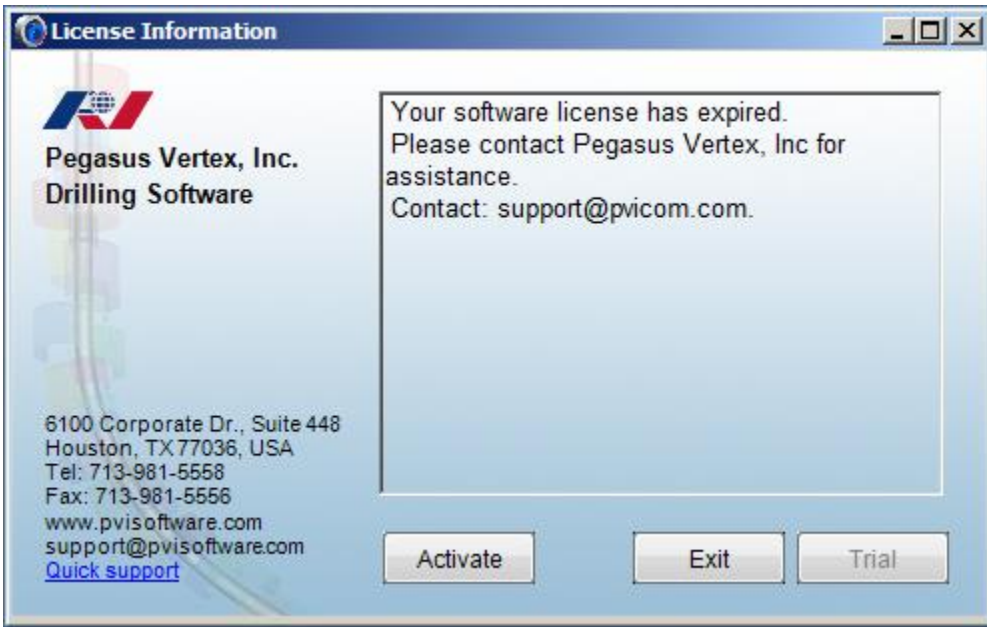 License Information
Pegasus Vertex, Inc.
Drilling Software
Your software license has expired.
Please contact Pegasus Vertex, Inc for
assistance.
Contact: support@pvicom.com.
6100 Corporate Dr., Suite 448
Houston, TX 77036, USA
Tel: 713-981-5558
Fax: 713-981-5556
www.pvisoftware.com
support@pvisoftware.com
Quick support
Activate
Exit
Trial